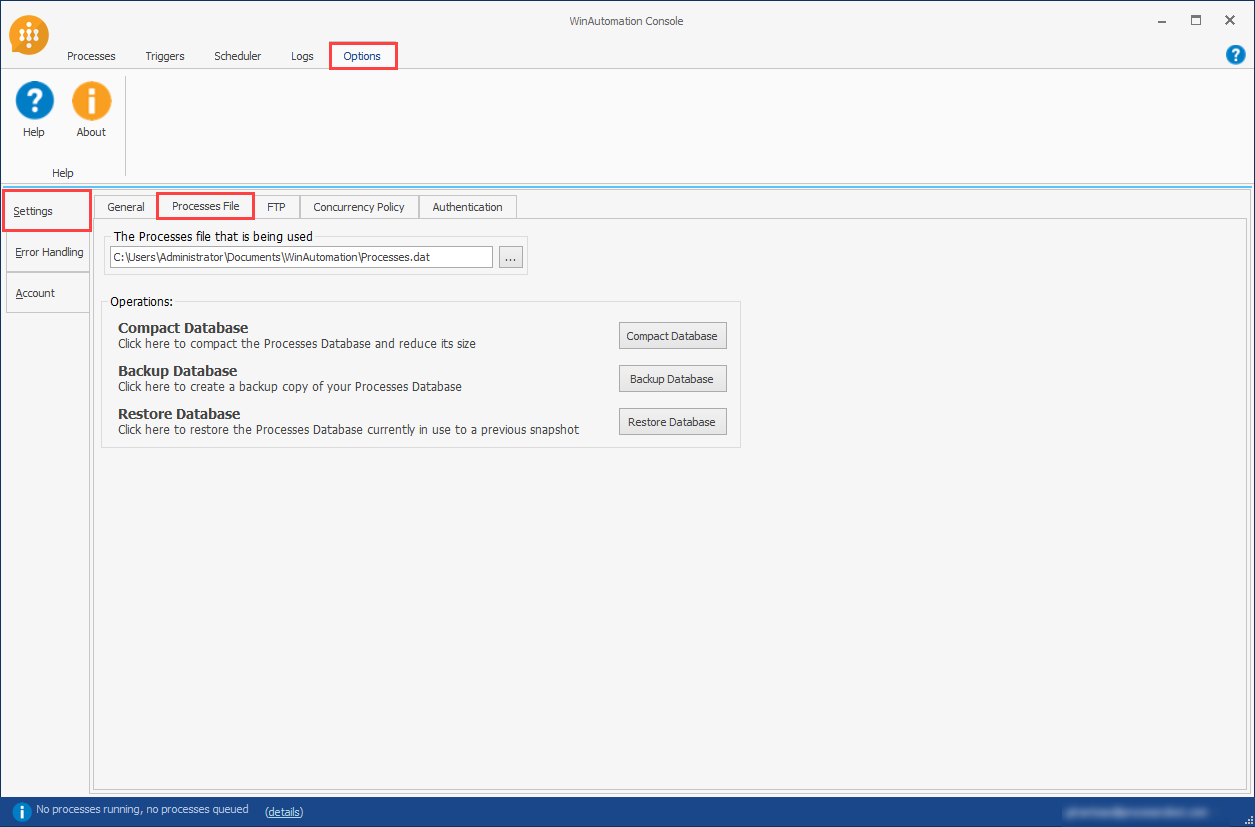 WinAutomation Console
Processes Triggers Scheduler Logs Options
?
? i
Help About
Help
Settings
Error Handling
Account
General Processes File FTP Concurrency Policy Authentication
The Processes file that is being used
C:\Users\Administrator\Documents\WinAutomation\Processes.dat ...
Operations:
Compact Database
Click here to compact the Processes Database and reduce its size
Compact Database
Backup Database
Click here to create a backup copy of your Processes Database
Backup Database
Restore Database
Click here to restore the Processes Database currently in use to a previous snapshot
Restore Database
i No processes running, no processes queued (details)